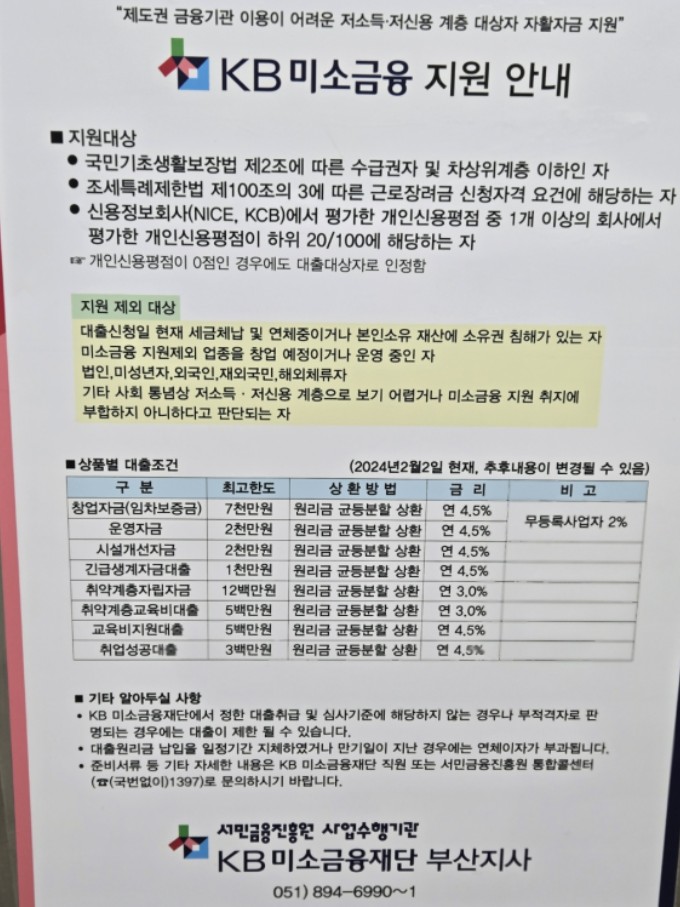 “제도권 금융기관 이용이 어려운 저소득·저신용 계층 대상자 자활자금 지원”
KB 미소금융 지원 안내
■ 지원대상
● 국민기초생활보장법 제2조에 따른 수급권자 및 차상위계층 이하인 자
● 조세특례제한법 제100조의 3에 따른 근로장려금 신청자격 요건에 해당하는 자
● 신용정보회사(NICE, KCB)에서 평가한 개인신용평점 중 1개 이상의 회사에서
평가한 개인신용평점이 하위 20/100에 해당하는 자
☞ 개인신용평점이 0점인 경우에도 대출대상자로 인정함
지원 제외 대상
대출신청일 현재 세금체납 및 연체중이거나 본인소유 재산에 소유권 침해가 있는 자
미소금융 지원제외 업종을 창업 예정이거나 운영 중인 자
법인,미성년자,외국인,재외국민,해외체류자
기타 사회 통념상 저소득 · 저신용 계층으로 보기 어렵거나 미소금융 지원 취지에
부합하지 아니하다고 판단되는 자
■ 상품별 대출조건 (2024년2월2일 현재, 추후내용이 변경될 수 있음)
구 분 최고한도 상 환 방 법 금 리 비 고
창업자금(임차보증금) 7천만원 원리금 균등분할 상환 연 4.5% 무등록사업자 2%
운영자금 2천만원 원리금 균등분할 상환 연 4.5%
시설개선자금 2천만원 원리금 균등분할 상환 연 4.5%
긴급생계자금대출 1천만원 원리금 균등분할 상환 연 4.5%
취약계층자립자금 12백만원 원리금 균등분할 상환 연 3.0%
취약계층교육비대출 5백만원 원리금 균등분할 상환 연 3.0%
교육비지원대출 5백만원 원리금 균등분할 상환 연 4.5%
취업성공대출 3백만원 원리금 균등분할 상환 연 4.5%
■ 기타 알아두실 사항
• KB 미소금융재단에서 정한 대출취급 및 심사기준에 해당하지 않는 경우나 부적격자로 판
명되는 경우에는 대출이 제한 될 수 있습니다.
• 대출원리금 납입을 일정기간 지체하였거나 만기일이 지난 경우에는 연체이자가 부과됩니다.
• 준비서류 등 기타 자세한 내용은 KB 미소금융재단 직원 또는 서민금융진흥원 통합콜센터
(☎(국번없이)1397)로 문의하시기 바랍니다.
서민금융진흥원 사업수행기관
KB 미소금융재단 부산지사
051) 894-6990~1